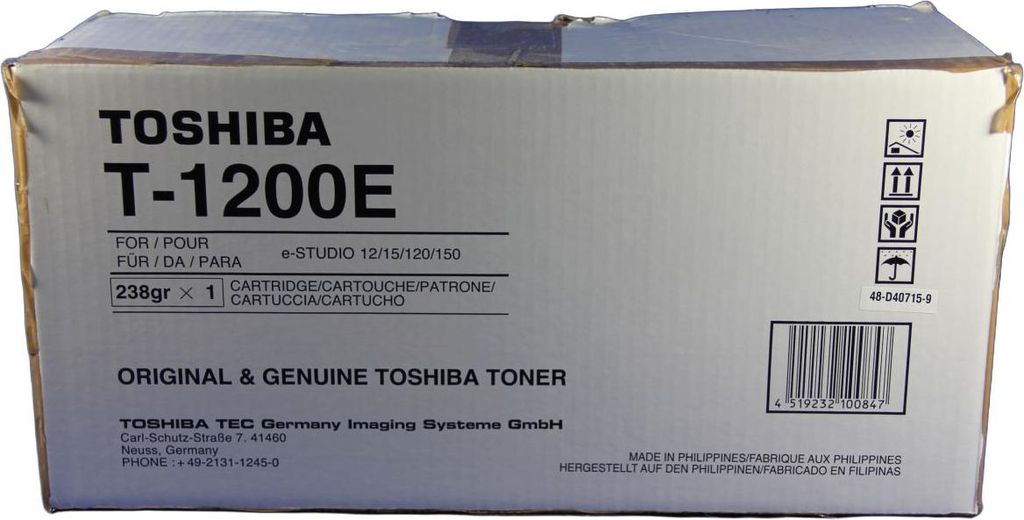 TOSHIBA
T-1200E
FOR / POUR
FÜR / DA / PARA
e-STUDIO 12/15/120/150
238gr × 1
CARTRIDGE/CARTOUCHE/PATRONE/
CARTUCCIA/CARTUCHO
48-D40715-9
4 519232 100847
ORIGINAL & GENUINE TOSHIBA TONER
TOSHIBA TEC Germany Imaging Systeme GmbH
Carl-Schutz-Straße 7. 41460
Neuss, Germany
PHONE : + 49-2131-1245-0
MADE IN PHILIPPINES/FABRIQUE AUX PHILIPPINES
HERGESTELLT AUF DEN PHILIPPINEN/FABRICADO EN FILIPINAS